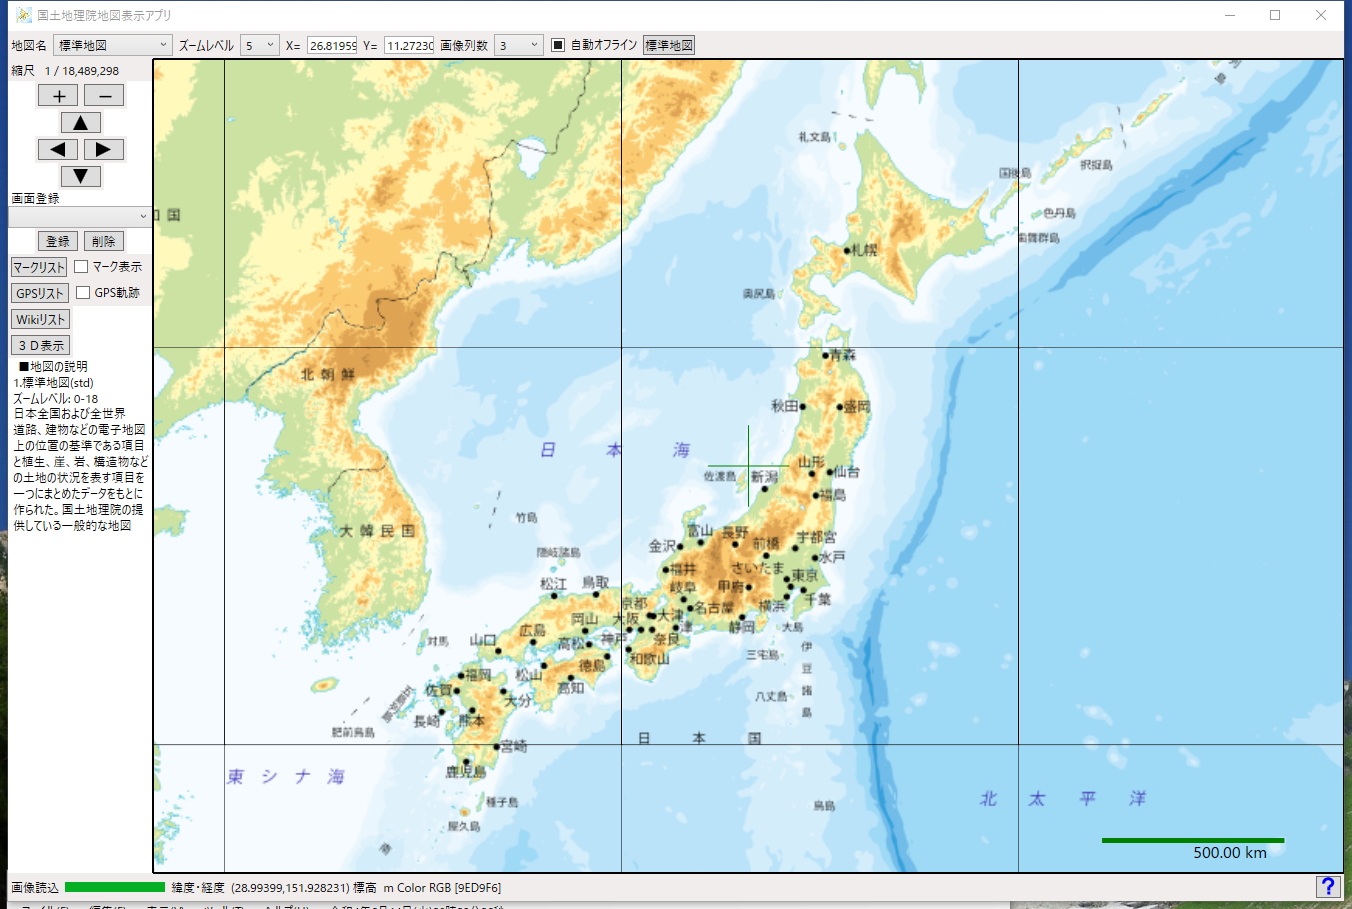 国土地理院地図表示アプリ
地図名 標準地図 ズームレベル 5 X= 26.81959 Y= 11.27230 画像列数 3 自動オフライン 標準地図
縮尺 1 / 18,489,298
+ −
▲
◀ ▶
▼
画面登録
登録 削除
マークリスト マーク表示
GPSリスト GPS軌跡
Wikiリスト
3D表示
■地図の説明
1.標準地図(std)
ズームレベル: 0-18
日本全国および全世界
道路、建物などの電子地図
上の位置の基準である項目
と植生、崖、岩、構造物など
の土地の状況を表す項目を
一つにまとめたデータをもとに
作られた。国土地理院の提
供している一般的な地図
国
礼文島
国後島
択捉島
色丹島
歯舞群島
札幌
奥尻島
青森
北朝鮮
秋田
盛岡
日本海
山形
仙台
佐渡島
新潟
福島
竹島
大韓民国
富山
長野
前橋
宇都宮
金沢
水戸
隠岐諸島
福井
さいたま
東京
松江
鳥取
岐阜
甲府
千葉
京都
大津
名古屋
横浜
岡山
大阪
津
静岡
大島
対馬
山口
広島
高松
神戸
奈良
伊豆諸島
三宅島
和歌山
徳島
福岡
松山
高知
佐賀
大分
八丈島
五島列島
長崎
熊本
肥前鳥島
日本国
宮崎
鹿児島
東シナ海
種子島
鳥島
北太平洋
屋久島
500.00 km
画像読込 緯度・経度 (28.99399,151.928231) 標高 m Color RGB [9ED9F6]
?